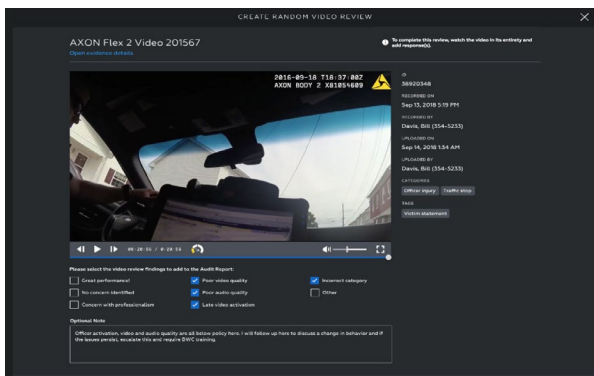 CREATE RANDOM VIDEO REVIEW
AXON Flex 2 Video 201567
Open evidence details
To complete this review, watch the video in its entirety and
add response(s).
2016-09-18 T18:37:00Z
AXON BODY 2 X81054609
ID
38920348
RECORDED ON
Sep 13, 2018 5:19 PM
RECORDED BY
Davis, Bill (354-5233)
UPLOADED ON
Sep 14, 2018 1:34 AM
UPLOADED BY
Davis, Bill (354-5233)
CATEGORIES
Officer injury Traffic stop
TAGS
Victim statement
Please select the video review findings to add to the Audit Report:
Great performance!
Poor video quality
Incorrect category
No concern identified
Poor audio quality
Other
Concern with professionalism
Late video activation
Optional Note
Officer activation, video and audio quality are all below policy here. I will follow up here to discuss a change in behavior and if
the issues persist, escalate this and require BWC training.